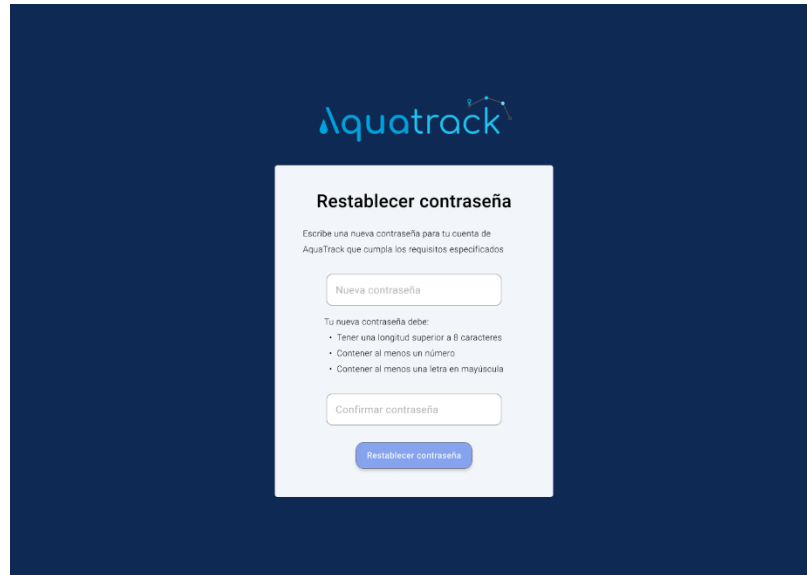 Aquatrack
Restablecer contraseña
Escribe una nueva contraseña para tu cuenta de
AquaTrack que cumpla los requisitos especificados
Nueva contraseña
Tu nueva contraseña debe:
• Tener una longitud superior a 8 caracteres
• Contener al menos un número
• Contener al menos una letra en mayúscula
Confirmar contraseña
Restablecer contraseña